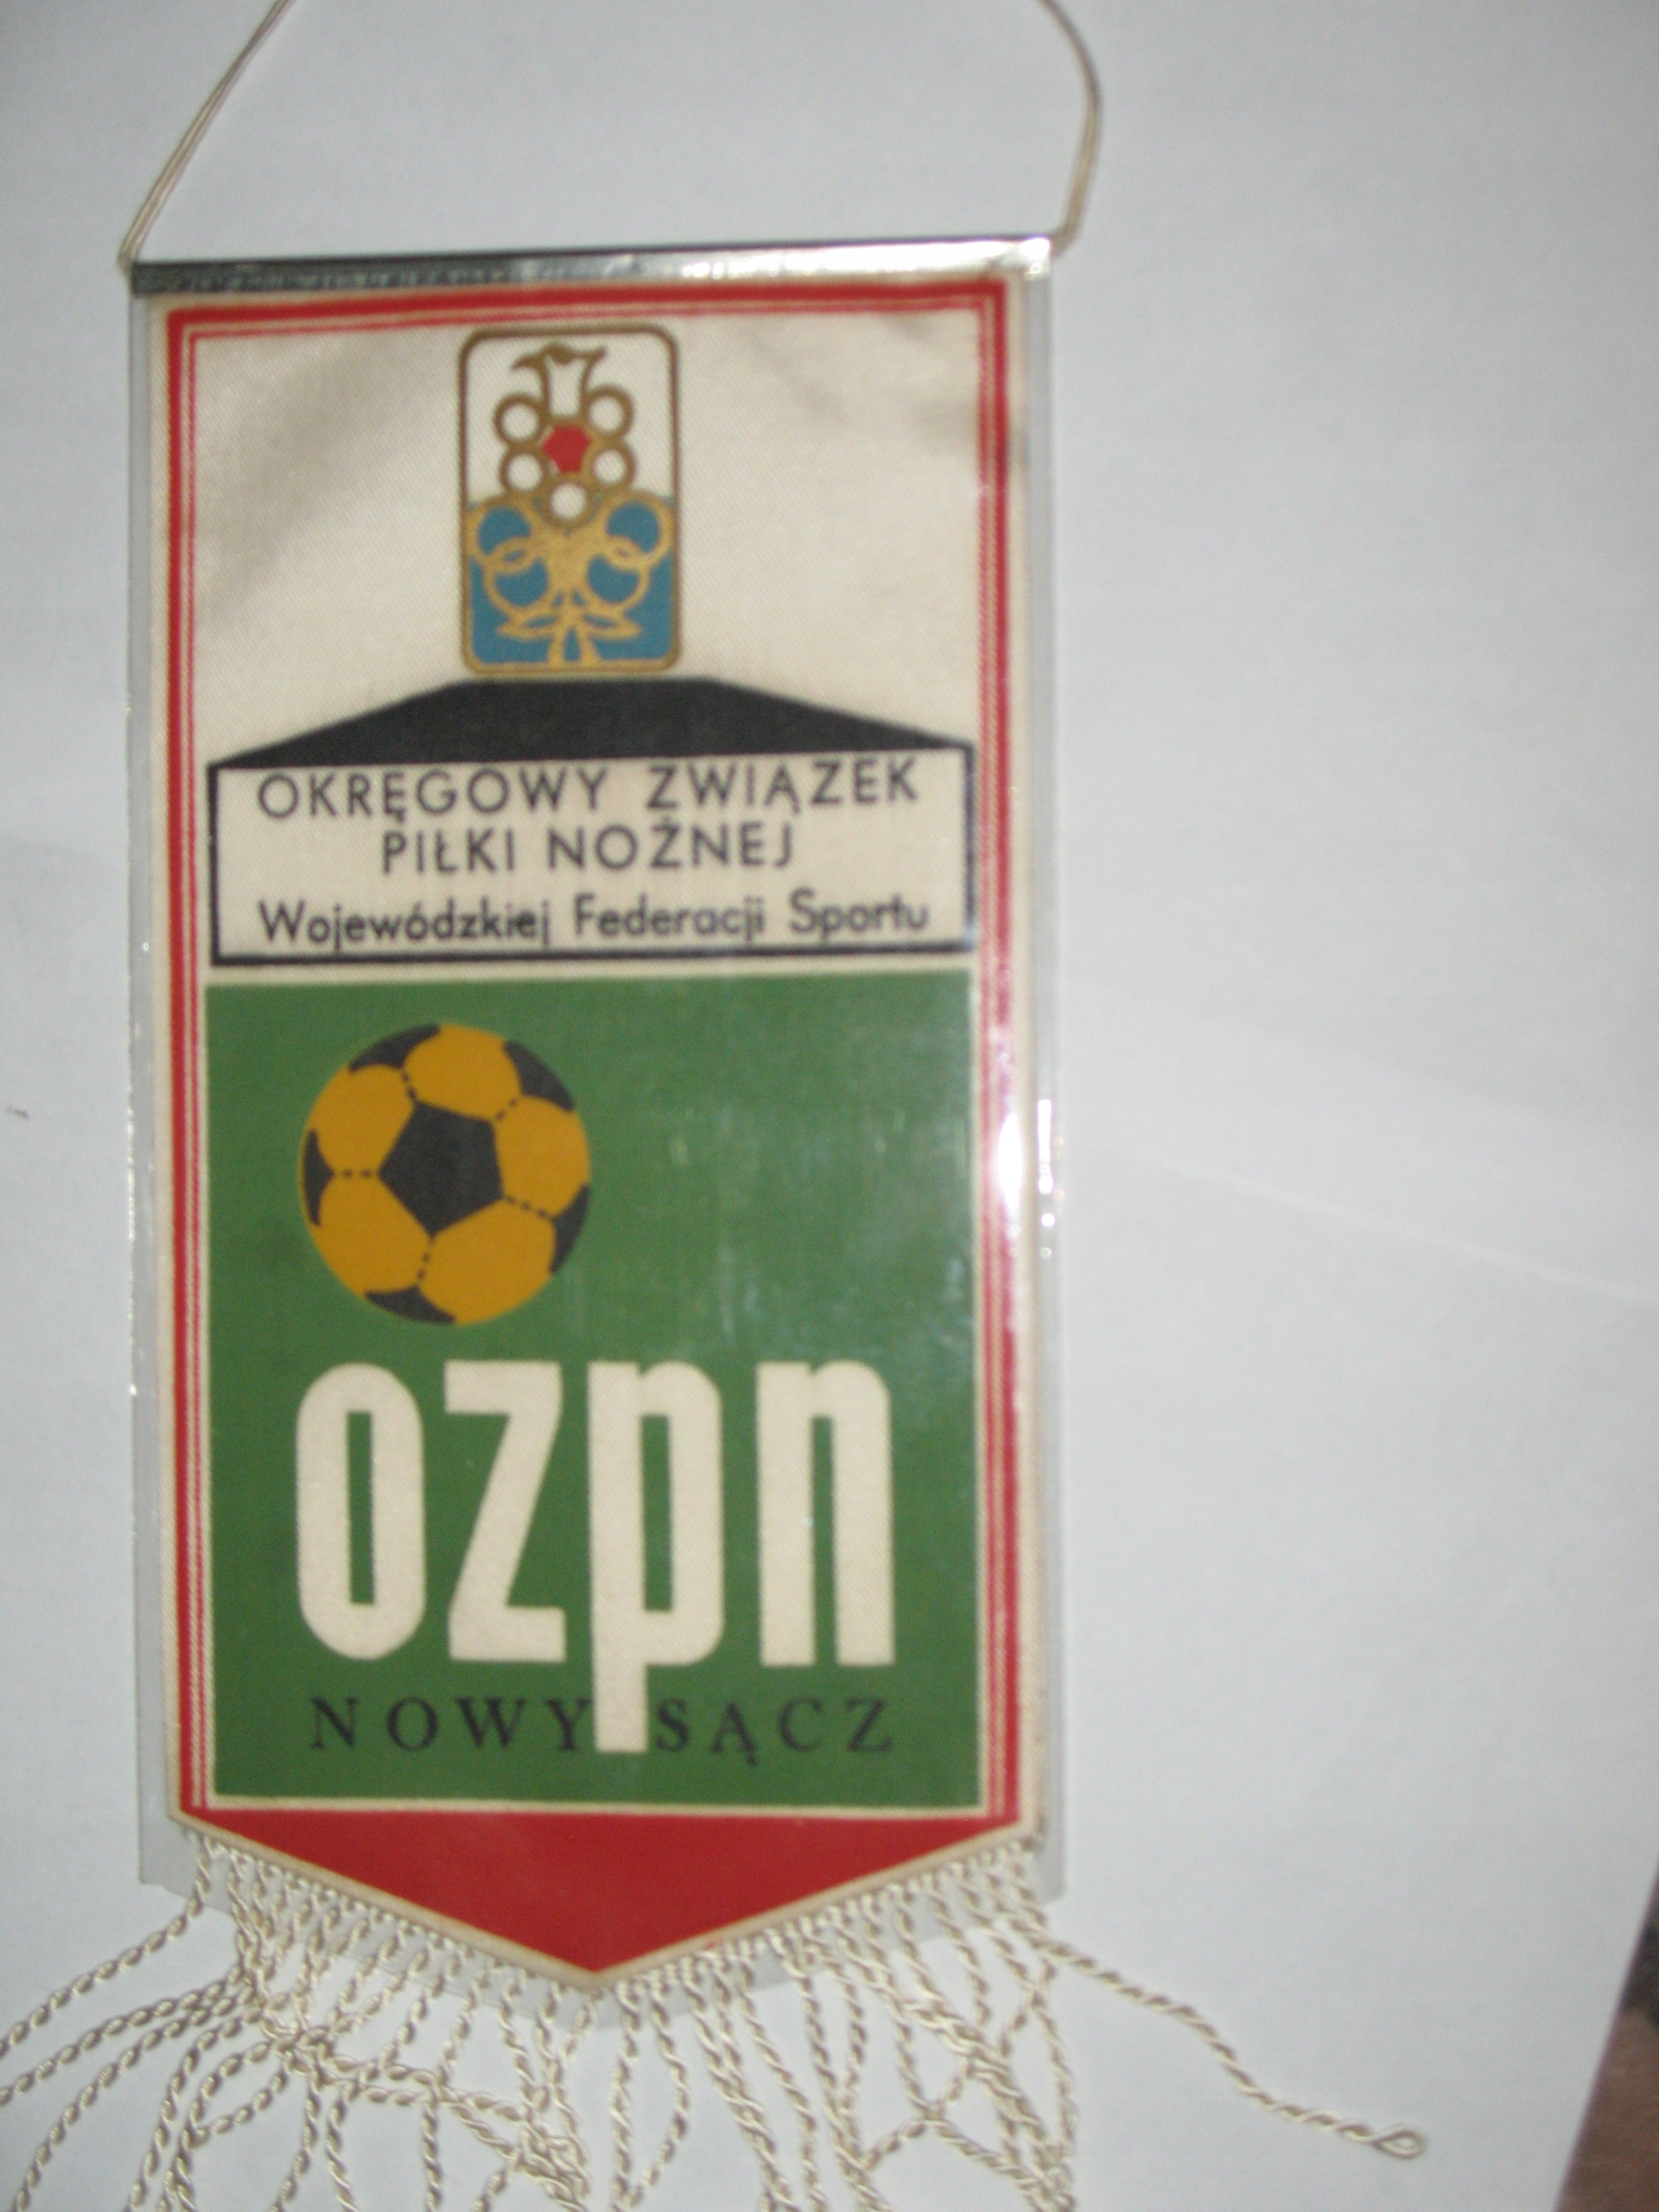 OKRĘGOWY ZWIĄZEK
PIŁKI NOŻNEJ
Wojewódzkiej Federacji Sportu
ozpn
NOWY SĄCZ